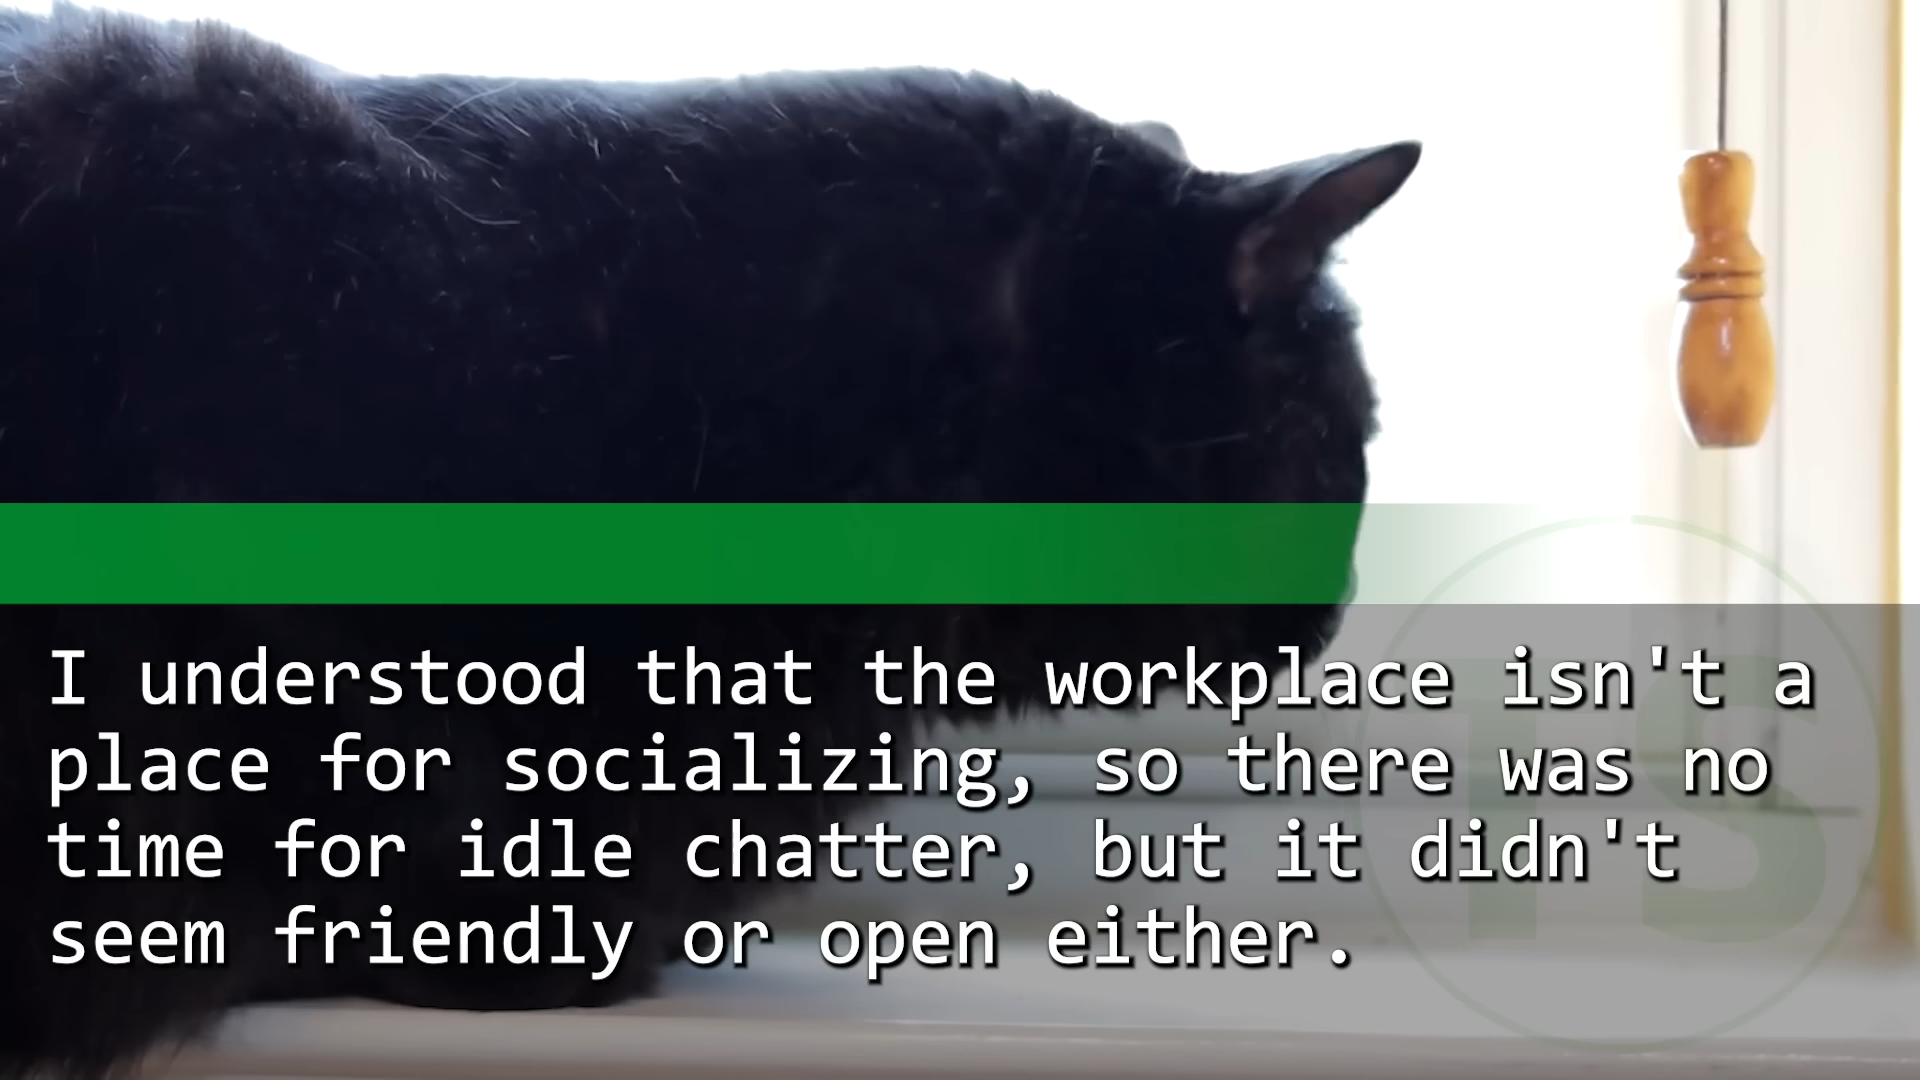 I understood that the workplace isn't a
place for socializing, so there was no
time for idle chatter, but it didn't
seem friendly or open either.
TS